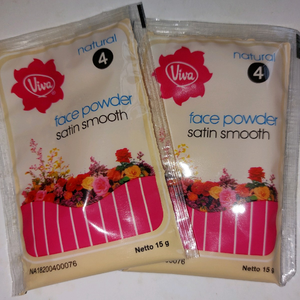 natural
4
Viva
face powder
satin smooth
NA18200400076
Netto 15 g
natural
4
Viva
face powder
satin smooth
00400076
Netto 15 g